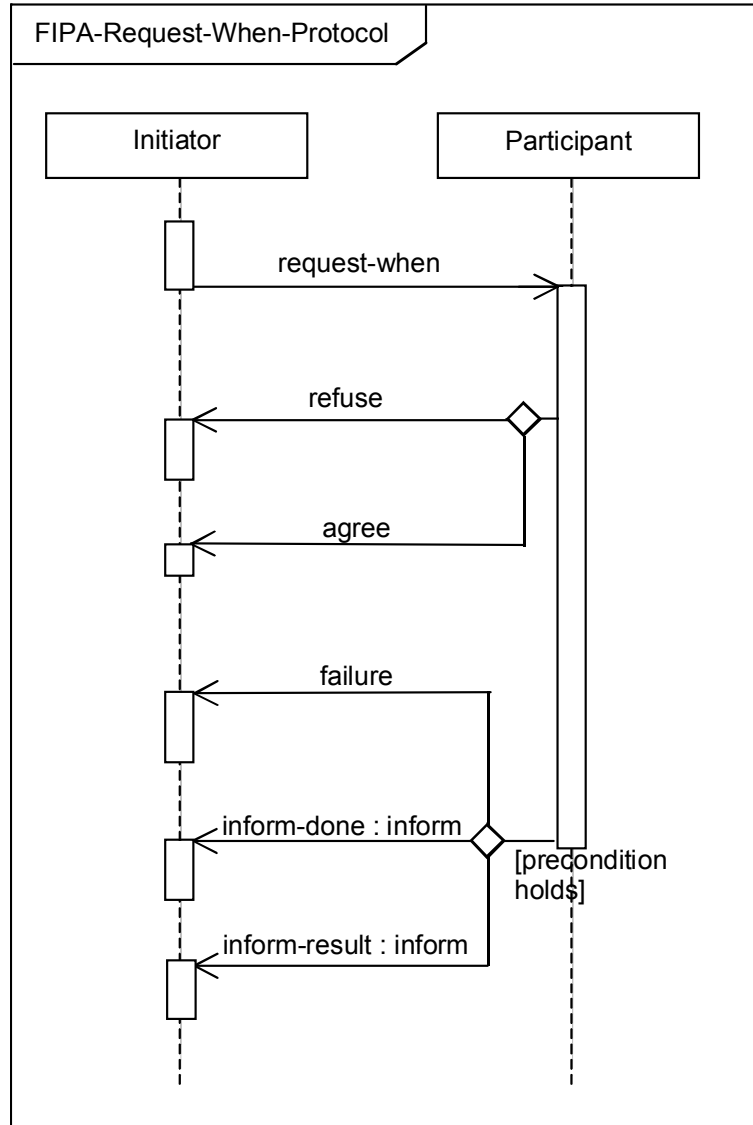 FIPA-Request-When-Protocol
Initiator
Participant
request-when
refuse
agree
failure
inform-done : inform
[precondition
holds]
inform-result : inform